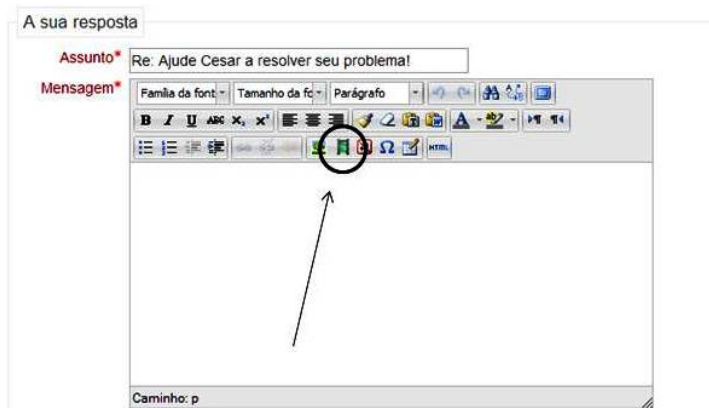 A sua resposta
Assunto* Re: Ajude Cesar a resolver seu problema!
Mensagem* Família da font Tamanho da fo Parágrafo
B I U ABC X₂ X² A ab
Ω HTML
Caminho: p